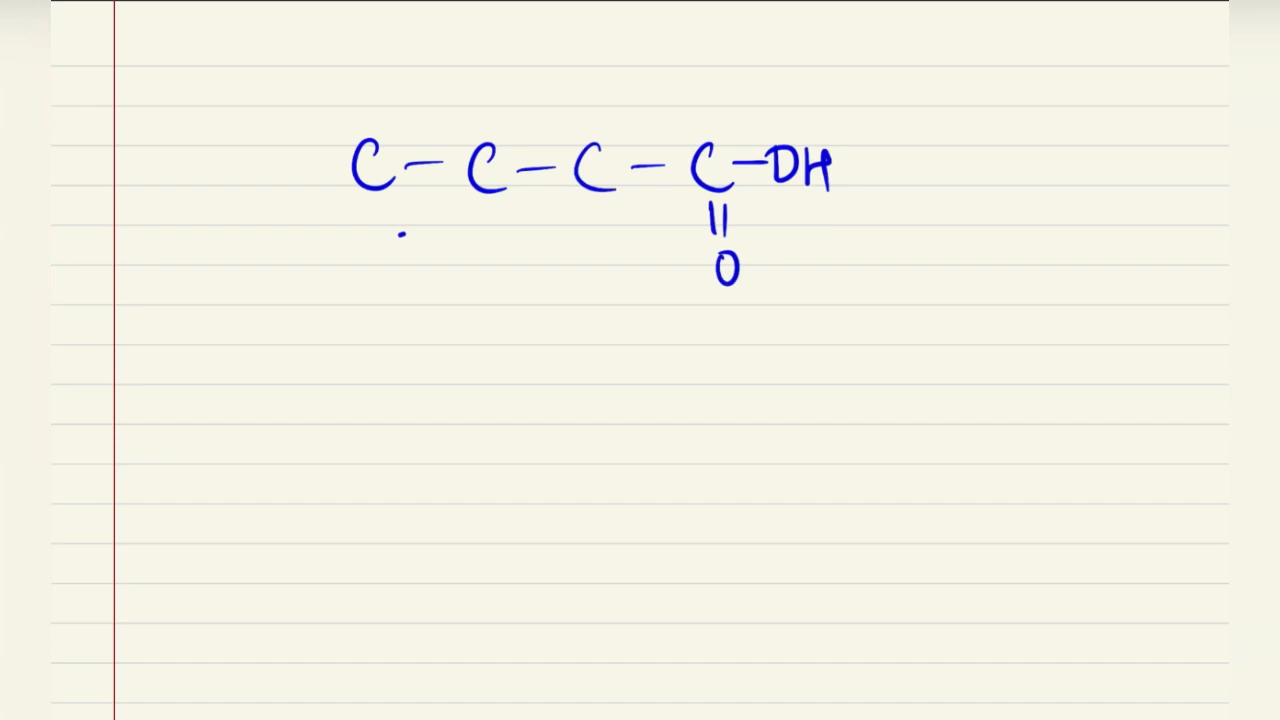 C – C – C – C – OH
||
O